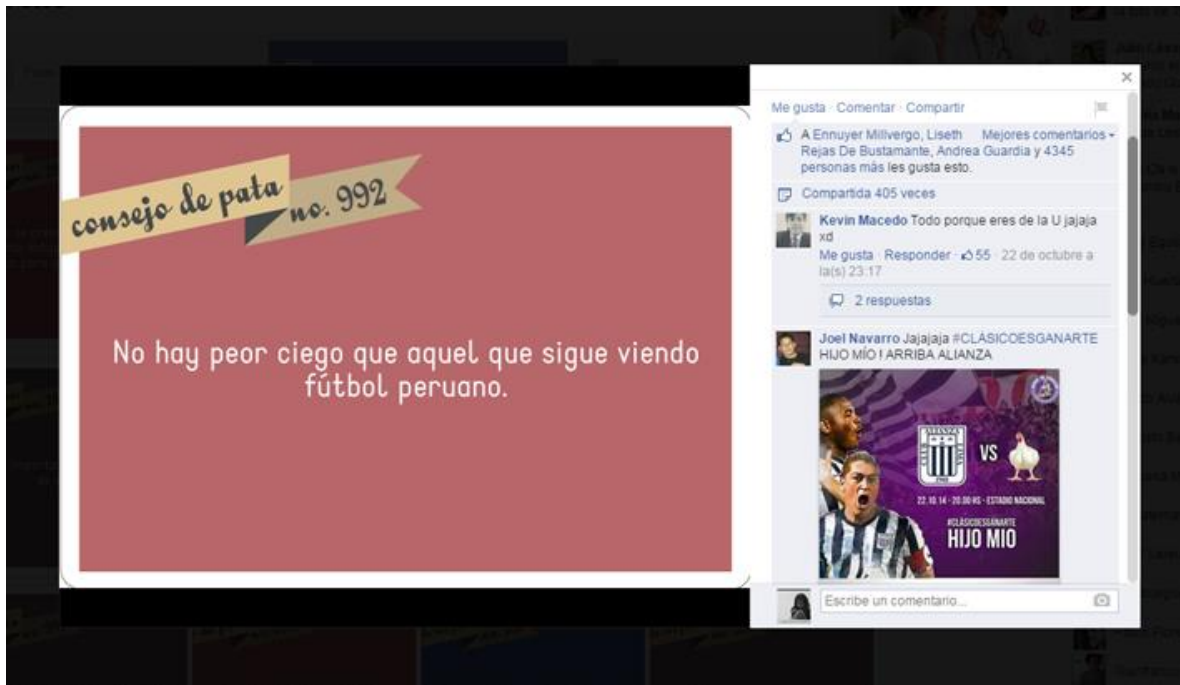 consejo de pata
no. 992
No hay peor ciego que aquel que sigue viendo
fútbol peruano.
Me gusta · Comentar · Compartir
A Ennuyer Millvergo, Liseth
Mejores comentarios
Rejas De Bustamante, Andrea Guardia y 4345
personas más les gusta esto.
Compartida 405 veces
Kevin Macedo Todo porque eres de la U jajaja
xd
Me gusta · Responder · 55 · 22 de octubre a
la(s) 23:17
2 respuestas
Joel Navarro Jajajaja #CLÁSICOESGANARTE
HIJO MÍO ! ARRIBA ALIANZA
ALIANZA
LIMA
VS
22.10.14 - 20.00 HS - ESTADIO NACIONAL
#CLÁSICOESGANARTE
HIJO MIO
Escribe un comentario...